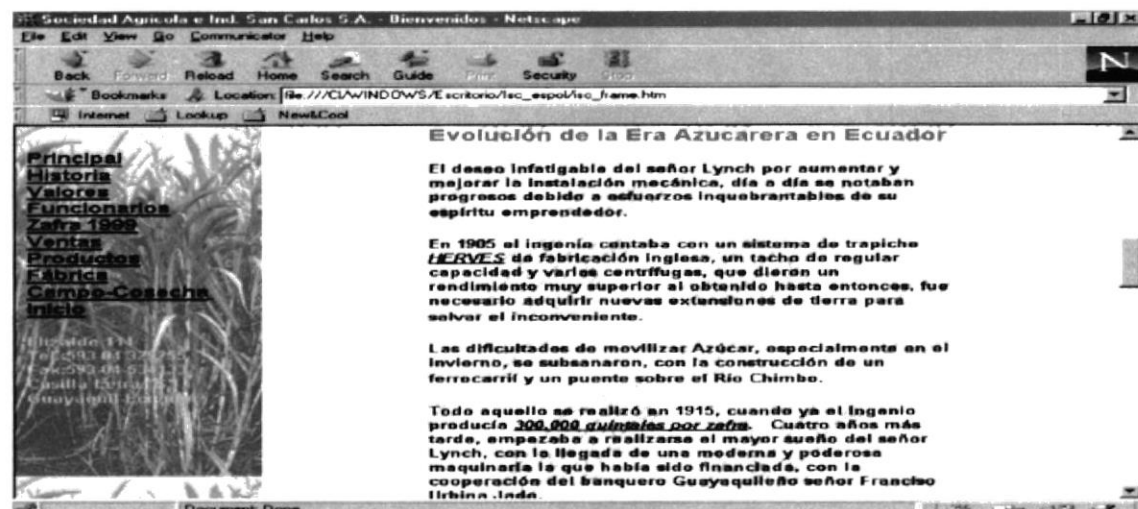 Sociedad Agrícola e Ind. San Carlos S.A. - Bienvenidos - Netscape
File Edit View Go Communicator Help
Back Forward Reload Home Search Guide Print Security Stop
Bookmarks Location: file:///C|/WINDOWS/Escritorio/Isc_espol/isc_frame.htm
Internet Lookup New&Cool
Principal
Historia
Valores
Funcionarios
Zafra 1999
Ventas
Productos
Fábrica
Campo-Cosecha
Inicio
Elizalde
Casilla
Guayaquil
Evolución de la Era Azucarera en Ecuador
El deseo infatigable del señor Lynch por aumentar y
mejorar la instalación mecánica, día a día se notaban
progresos debido a esfuerzos inquebrantables de su
espíritu emprendedor.
En 1905 el ingenio contaba con un sistema de trapiche
HERVES de fabricación inglesa, un tacho de regular
capacidad y varias centrífugas, que dieron un
rendimiento muy superior al obtenido hasta entonces, fue
necesario adquirir nuevas extensiones de tierra para
salvar el inconveniente.
Las dificultades de movilizar Azúcar, especialmente en el
invierno, se subsanaron, con la construcción de un
ferrocarril y un puente sobre el Río Chimbo.
Todo aquello se realizó en 1915, cuando ya el Ingenio
producía 300,000 quintales por zafra. Cuatro años más
tarde, empezaba a realizarse el mayor sueño del señor
Lynch, con la llegada de una moderna y poderosa
maquinaria la que había sido financiada, con la
cooperación del banquero Guayaquileño señor Franciso
Urbina Jado.
Document: Done